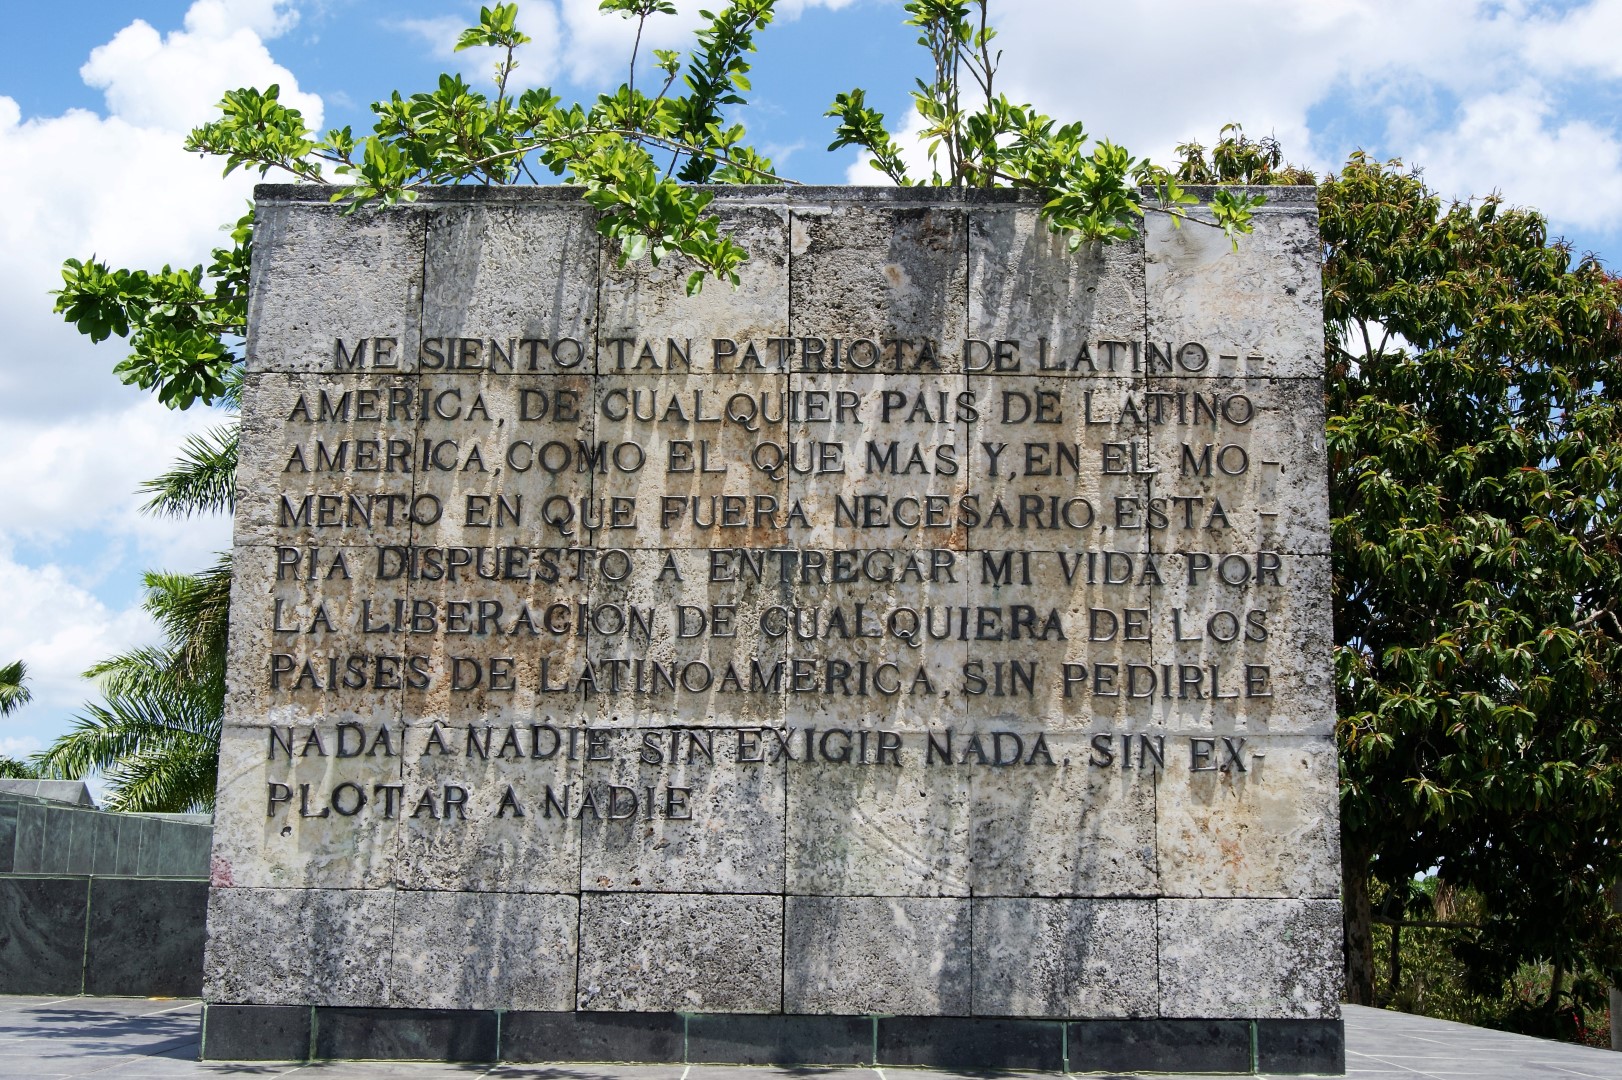 ME SIENTO TAN PATRIOTA DE LATINO--
AMERICA, DE CUALQUIER PAIS DE LATINO
AMERICA, COMO EL QUE MAS Y, EN EL MO-
MENTO EN QUE FUERA NECESARIO, ESTA-
RIA DISPUESTO A ENTREGAR MI VIDA POR
LA LIBERACION DE CUALQUIERA DE LOS
PAISES DE LATINOAMERICA, SIN PEDIRLE
NADA A NADIE, SIN EXIGIR NADA, SIN EX-
PLOTAR A NADIE